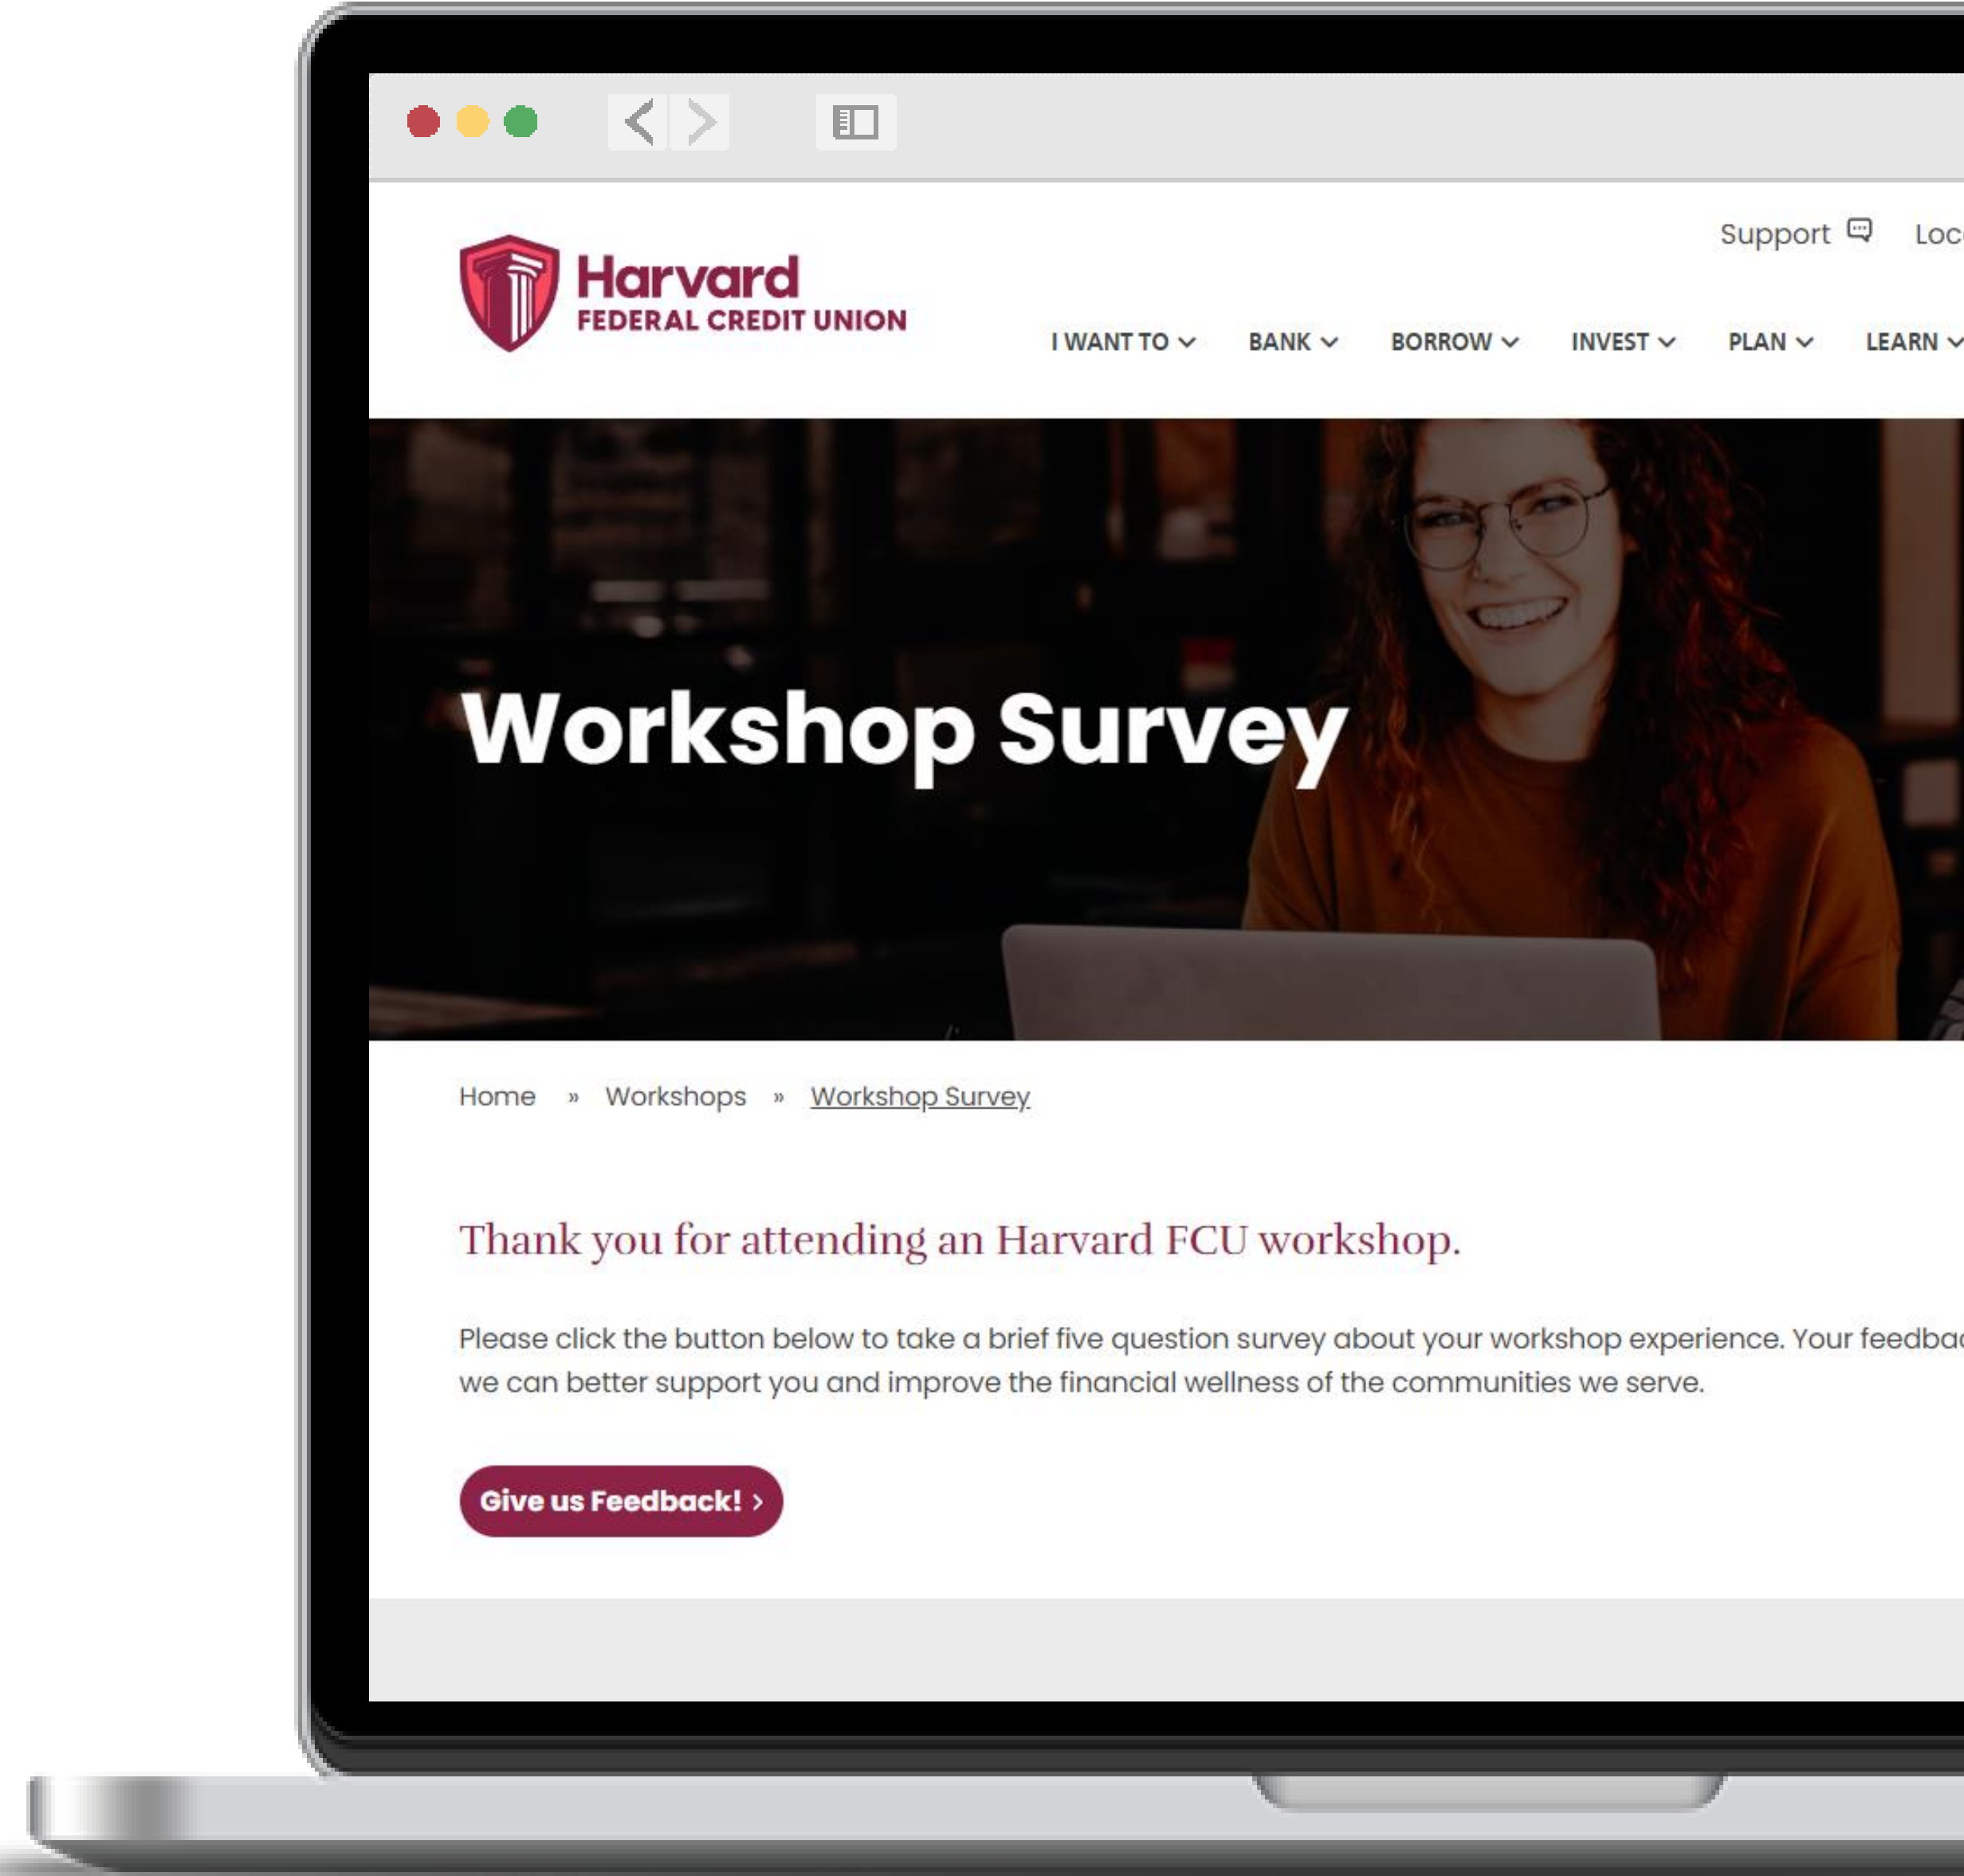 Support
Harvard
FEDERAL CREDIT UNION
I WANT TO BANK BORROW INVEST PLAN LEARN
Workshop Survey
Home » Workshops » Workshop Survey
Thank you for attending an Harvard FCU workshop.
Please click the button below to take a brief five question survey about your workshop experience. Your
we can better support you and improve the financial wellness of the communities we serve.
Give us Feedback! >